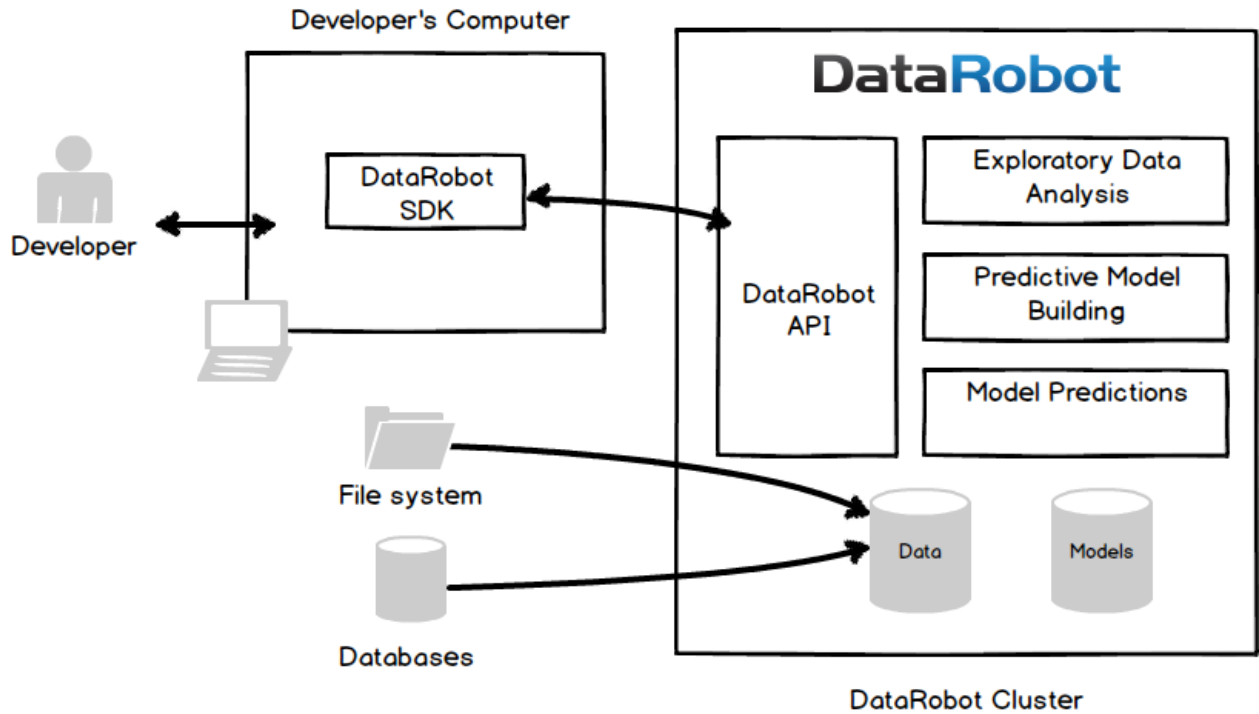 Developer's Computer
DataRobot
DataRobot
SDK
Exploratory Data
Analysis
Developer
DataRobot
API
Predictive Model
Building
Model Predictions
File system
Data
Models
Databases
DataRobot Cluster